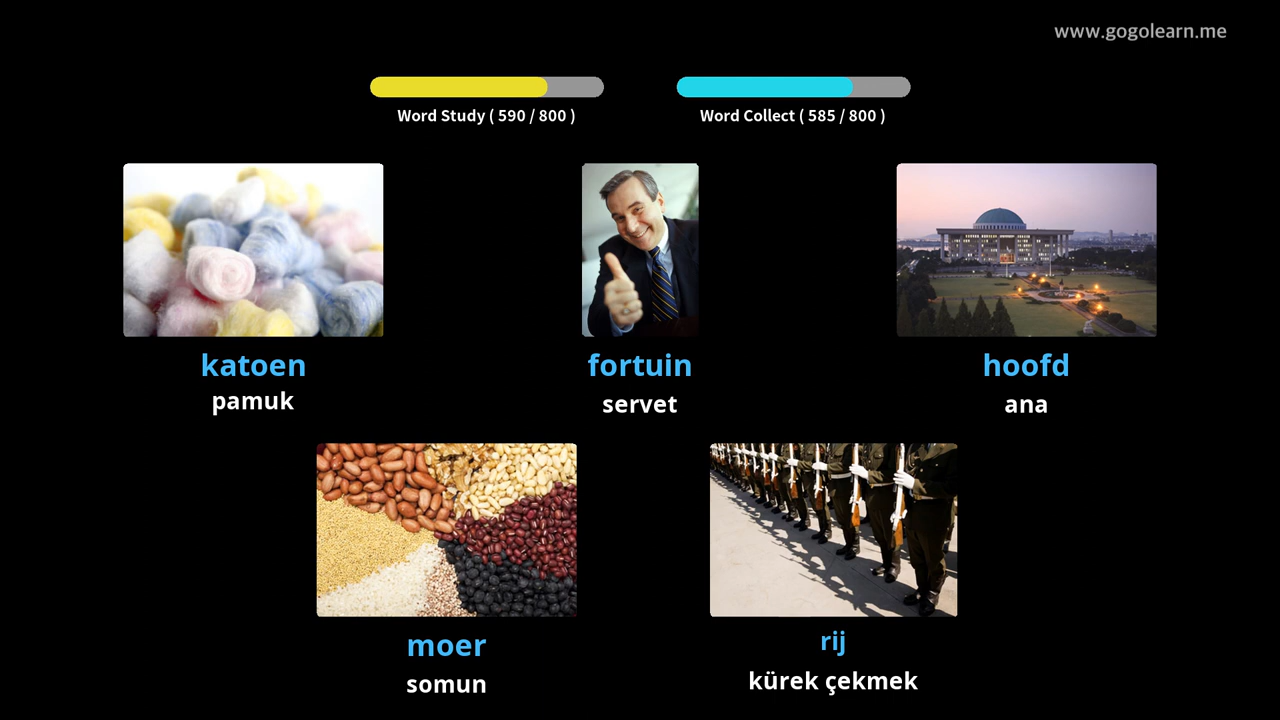 www.gogolearn.me
Word Study ( 590 / 800 )
Word Collect ( 585 / 800 )
katoen
pamuk
fortuin
servet
hoofd
ana
moer
somun
rij
kürek çekmek